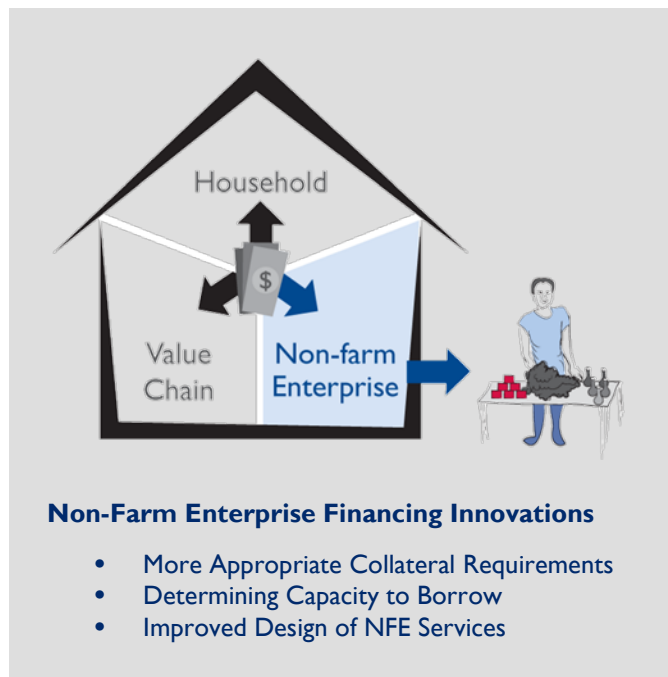 Household
$
Value
Chain
Non-farm
Enterprise
Non-Farm Enterprise Financing Innovations
• More Appropriate Collateral Requirements
• Determining Capacity to Borrow
• Improved Design of NFE Services